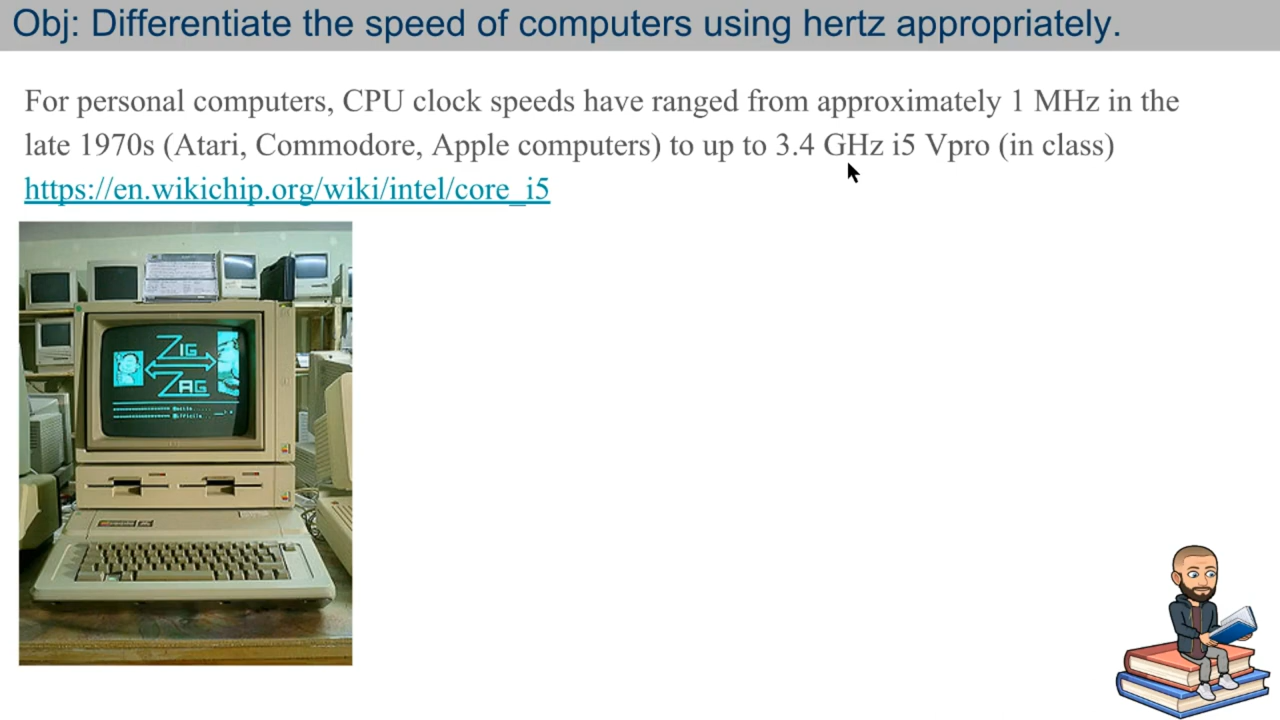 Obj: Differentiate the speed of computers using hertz appropriately.
For personal computers, CPU clock speeds have ranged from approximately 1 MHz in the
late 1970s (Atari, Commodore, Apple computers) to up to 3.4 GHz i5 Vpro (in class)
https://en.wikichip.org/wiki/intel/core_i5
ZIG
ZAG